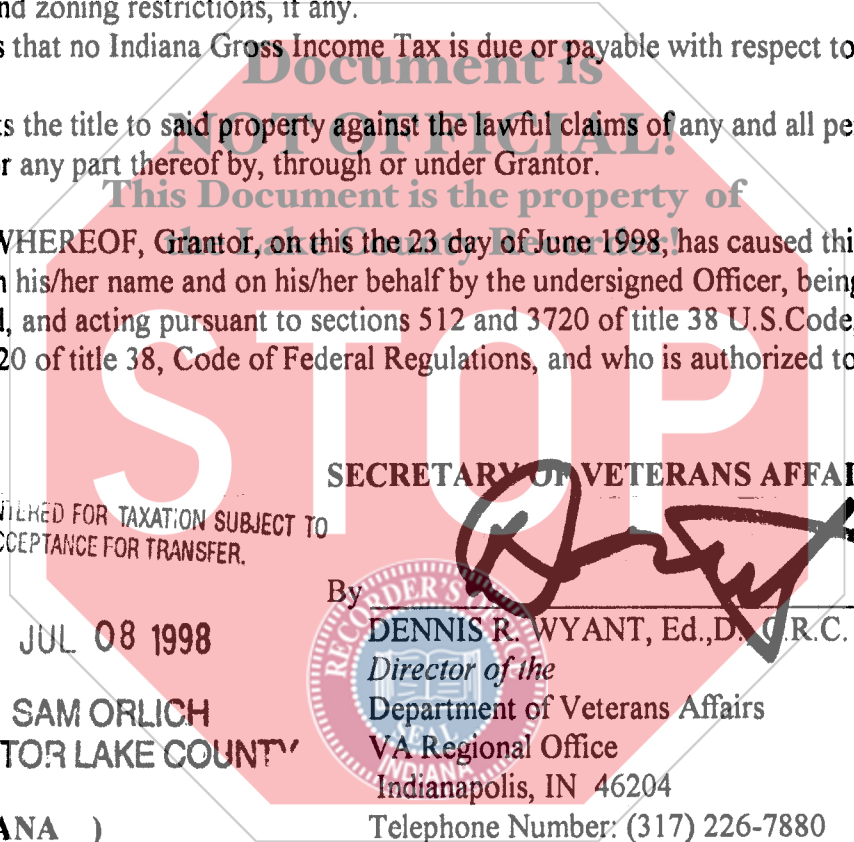 nd zoning restrictions, if any.
s that no Indiana Gross Income Tax is due or payable with respect to
Document is
s the title to said property against the lawful claims of any and all pe
NOT OFFICIAL!
r any part thereof by, through or under Grantor.
This Document is the property of
WHEREOF, Grantor, on this the 23 day of June 1998, has caused thi
the Lake County Recorder!
n his/her name and on his/her behalf by the undersigned Officer, being
l, and acting pursuant to sections 512 and 3720 of title 38 U.S.Code,
20 of title 38, Code of Federal Regulations, and who is authorized to
STOP
SECRETARY OF VETERANS AFFAI
NTERED FOR TAXATION SUBJECT TO
CCEPTANCE FOR TRANSFER.
By
RECORDER'S OFFICE
SEAL
INDIANA
JUL 08 1998
DENNIS R. WYANT, Ed.,D., C.R.C.
Director of the
SAM ORLICH
Department of Veterans Affairs
TOR LAKE COUNTY
VA Regional Office
Indianapolis, IN 46204
ANA )
Telephone Number: (317) 226-7880